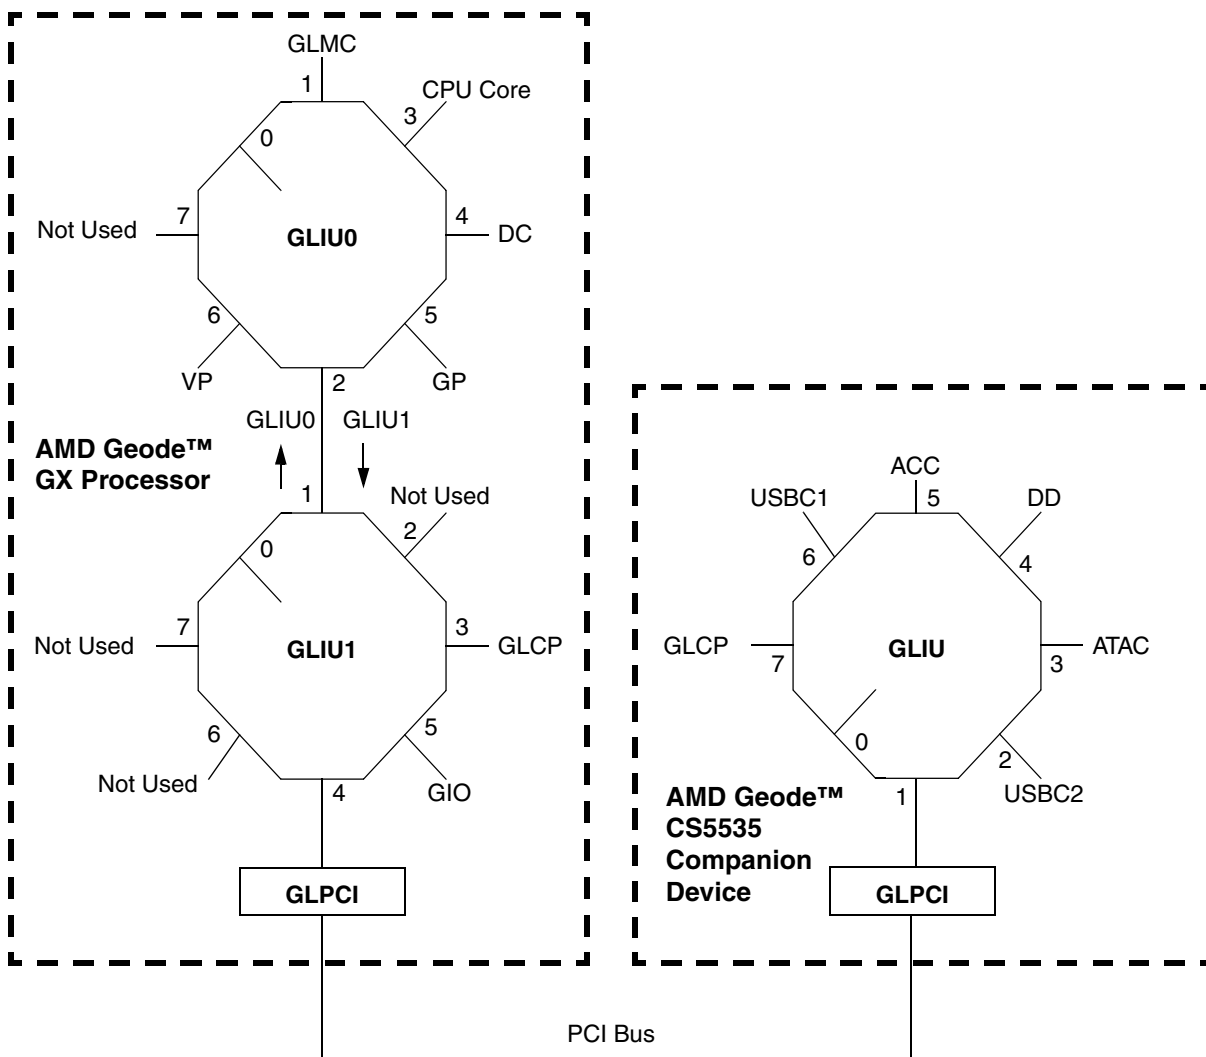 GLMC
1
CPU Core
3
0
Not Used
7
GLIU0
4
DC
6
5
VP
2
GP
GLIU0
GLIU1
AMD Geode™
GX Processor
1
Not Used
2
0
Not Used
7
GLIU1
3
GLCP
6
5
Not Used
4
GIO
GLPCI
ACC
USBC1
5
DD
6
4
GLCP
7
GLIU
3
ATAC
0
2
1
USBC2
AMD Geode™
CS5535
Companion
Device
GLPCI
PCI Bus